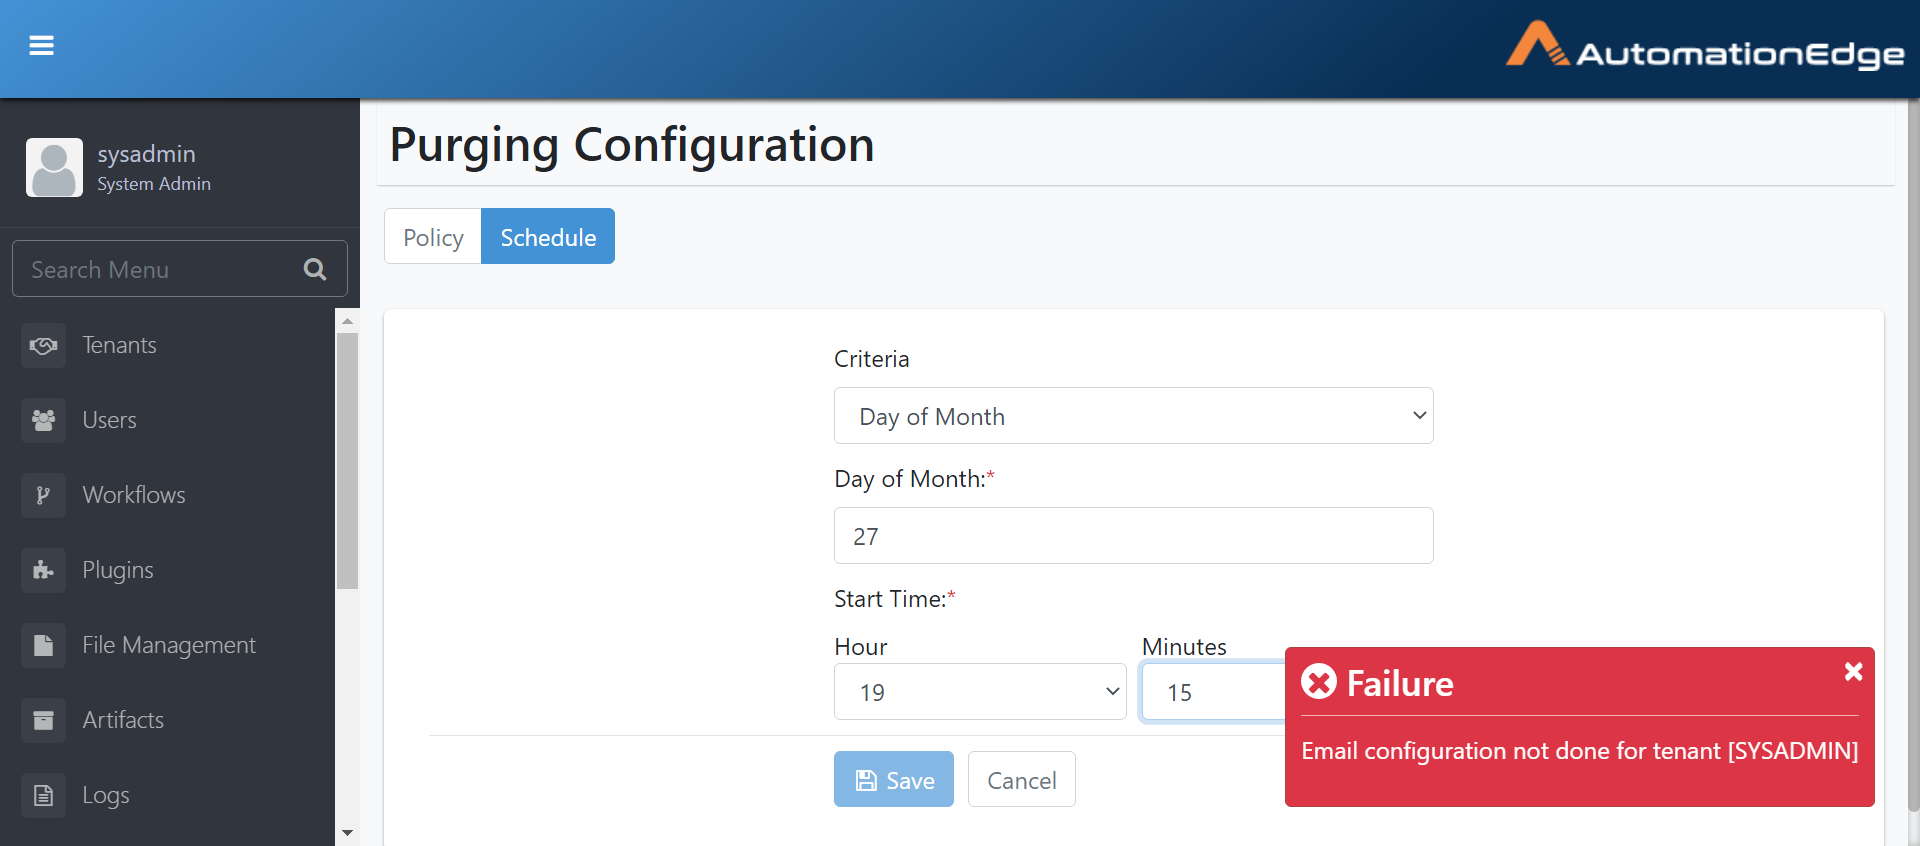 AutomationEdge
sysadmin
System Admin
Search Menu
Tenants
Users
Workflows
Plugins
File Management
Artifacts
Logs
Purging Configuration
Policy
Schedule
Criteria
Day of Month
Day of Month:*
27
Start Time:*
Hour
Minutes
19
15
Save
Cancel
Failure
Email configuration not done for tenant [SYSADMIN]